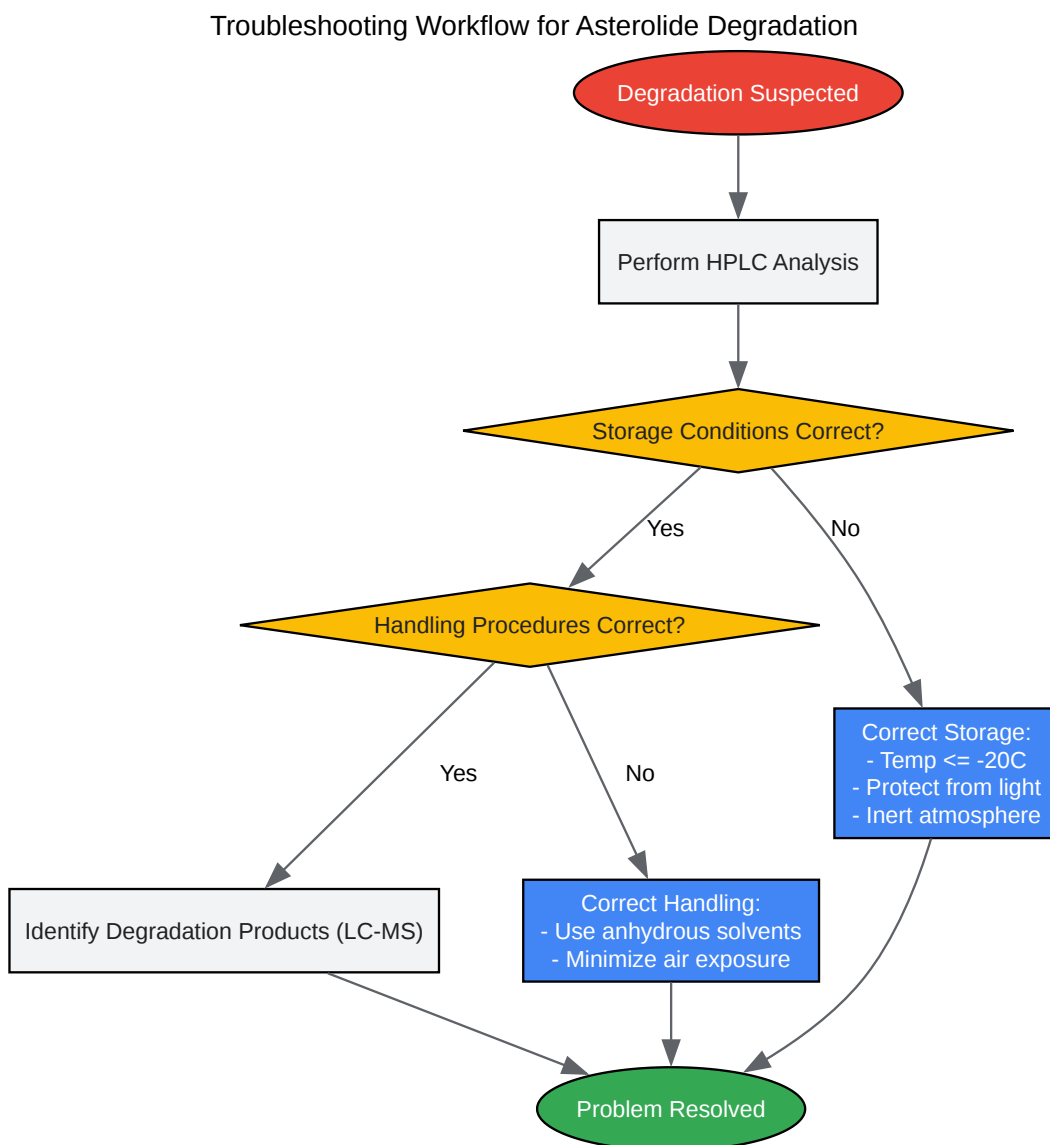 Troubleshooting Workflow for Asterolide Degradation
Degradation Suspected
Perform HPLC Analysis
Storage Conditions Correct?
Yes
No
Handling Procedures Correct?
Yes
No
Correct Storage:
- Temp <= -20C
- Protect from light
- Inert atmosphere
Identify Degradation Products (LC-MS)
Correct Handling:
- Use anhydrous solvents
- Minimize air exposure
Problem Resolved